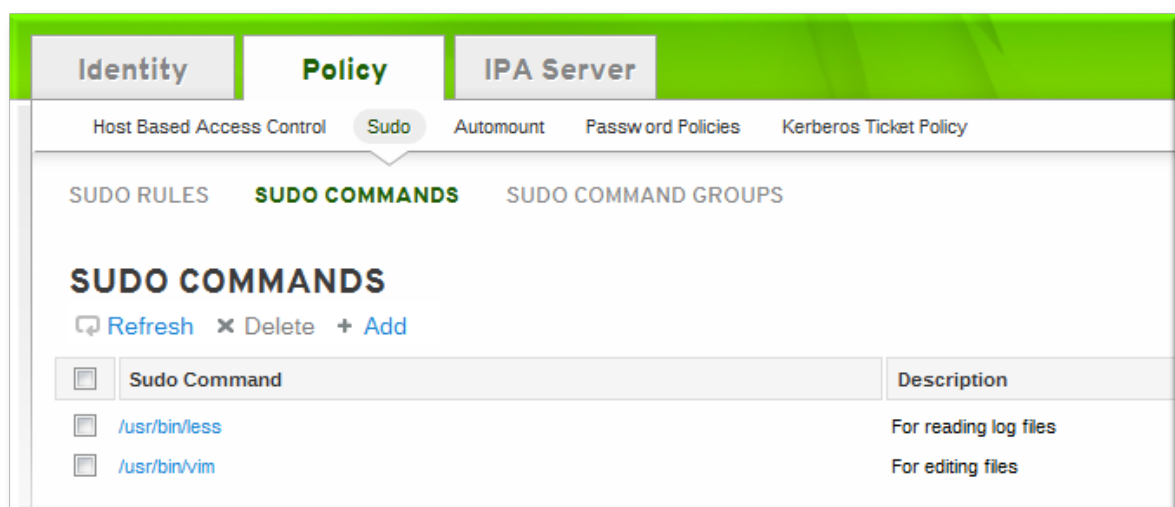 Identity Policy IPA Server
Host Based Access Control Sudo Automount Password Policies Kerberos Ticket Policy
SUDO RULES SUDO COMMANDS SUDO COMMAND GROUPS
SUDO COMMANDS
Refresh Delete + Add
Sudo Command Description
/usr/bin/less For reading log files
/usr/bin/vim For editing files